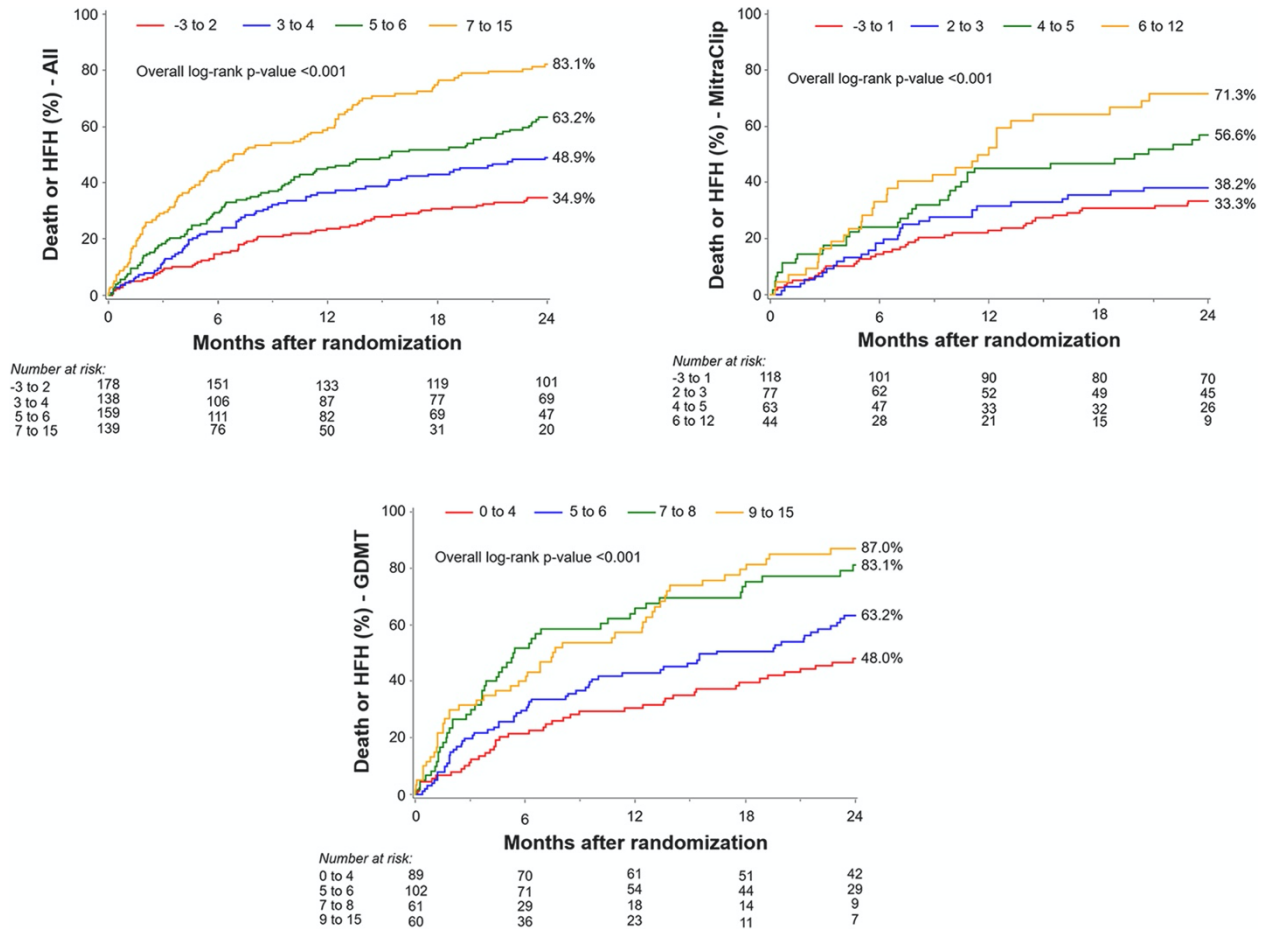 Death or HFH (%) - All
-3 to 2 3 to 4 5 to 6 7 to 15
Overall log-rank p-value <0.001
100
80
60
40
20
0
83.1%
63.2%
48.9%
34.9%
0 6 12 18 24
Months after randomization
Number at risk:
-3 to 2 178 151 133 119 101
3 to 4 138 106 87 77 69
5 to 6 159 111 82 69 47
7 to 15 139 76 50 31 20
Death or HFH (%) - MitraClip
-3 to 1 2 to 3 4 to 5 6 to 12
Overall log-rank p-value <0.001
100
80
60
40
20
0
71.3%
56.6%
38.2%
33.3%
0 6 12 18 24
Months after randomization
Number at risk:
-3 to 1 118 101 90 80 70
2 to 3 77 62 52 49 45
4 to 5 63 47 33 32 26
6 to 12 44 28 21 15 9
Death or HFH (%) - GDMT
0 to 4 5 to 6 7 to 8 9 to 15
Overall log-rank p-value <0.001
100
80
60
40
20
0
87.0%
83.1%
63.2%
48.0%
0 6 12 18 24
Months after randomization
Number at risk:
0 to 4 89 70 61 51 42
5 to 6 102 71 54 44 29
7 to 8 61 29 18 14 9
9 to 15 60 36 23 11 7